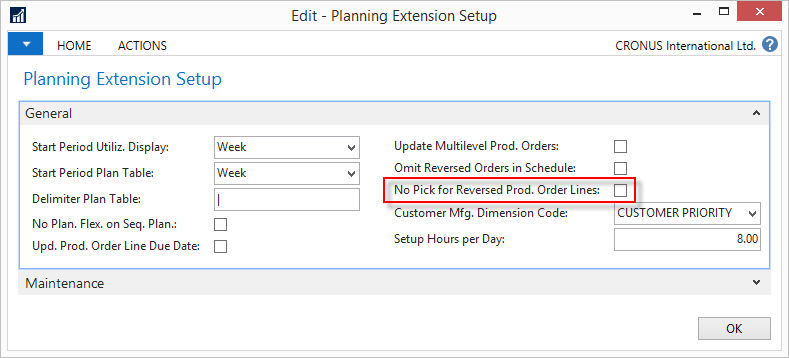 Edit - Planning Extension Setup
HOME ACTIONS CRONUS International Ltd. ?
Planning Extension Setup
General
Start Period Utiliz. Display: Week
Start Period Plan Table: Week
Delimiter Plan Table: |
No Plan. Flex. on Seq. Plan.:
Upd. Prod. Order Line Due Date:
Update Multilevel Prod. Orders:
Omit Reversed Orders in Schedule:
No Pick for Reversed Prod. Order Lines:
Customer Mfg. Dimension Code: CUSTOMER PRIORITY
Setup Hours per Day: 8.00
Maintenance
OK